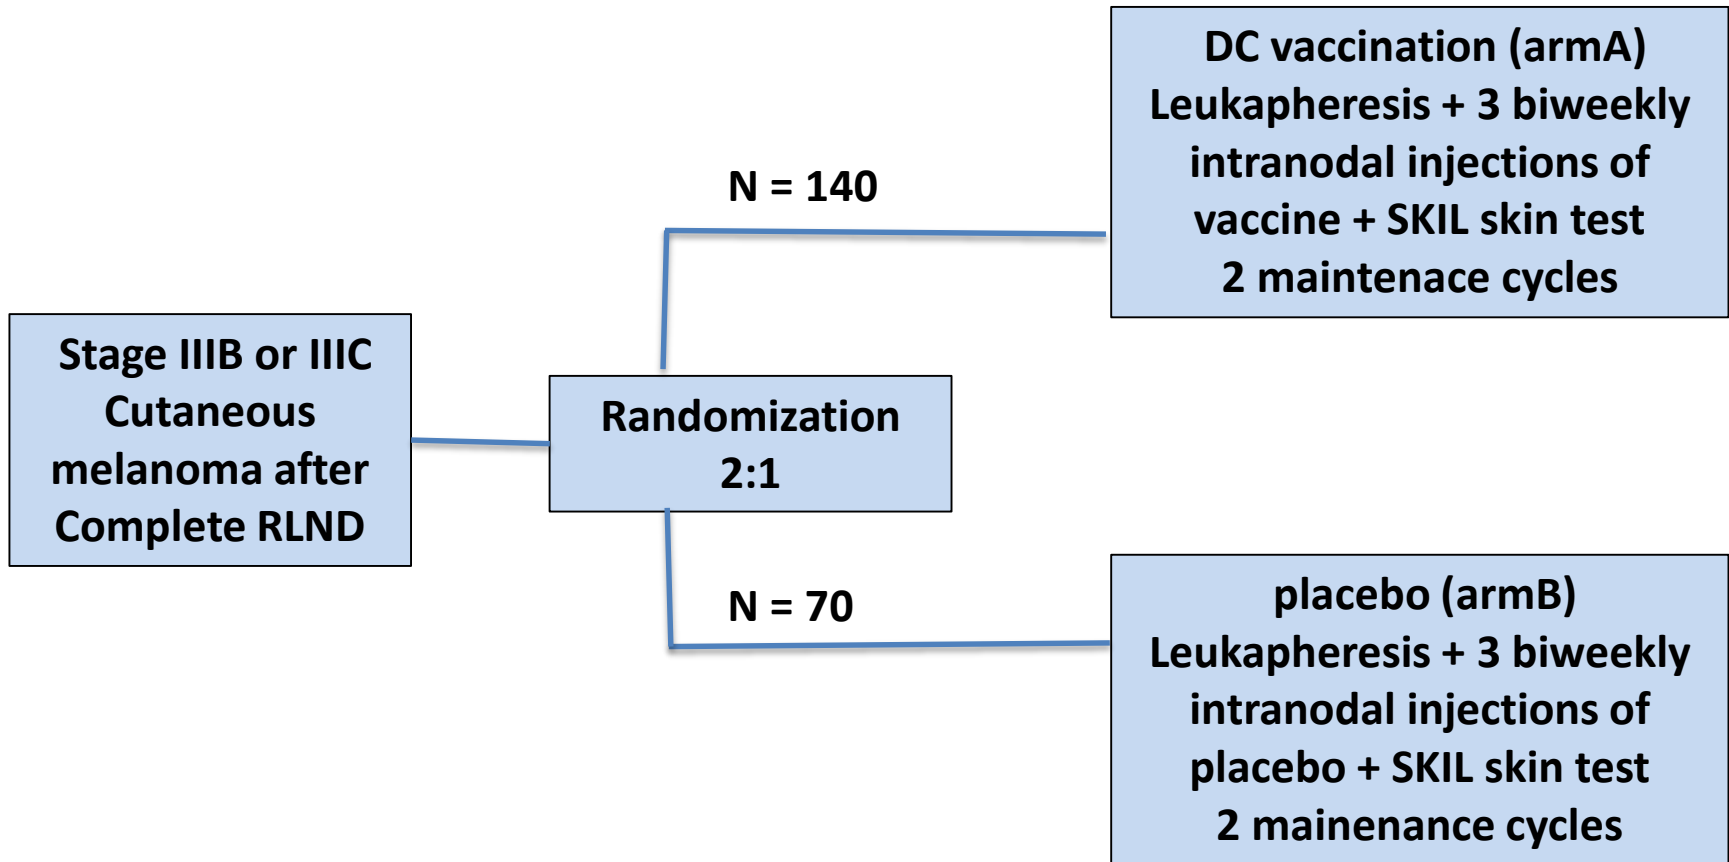 Stage IIIB or IIIC
Cutaneous
melanoma after
Complete RLND
Randomization
2:1
N = 140
DC vaccination (armA)
Leukapheresis + 3 biweekly
intranodal injections of
vaccine + SKIL skin test
2 maintenace cycles
N = 70
placebo (armB)
Leukapheresis + 3 biweekly
intranodal injections of
placebo + SKIL skin test
2 mainenance cycles